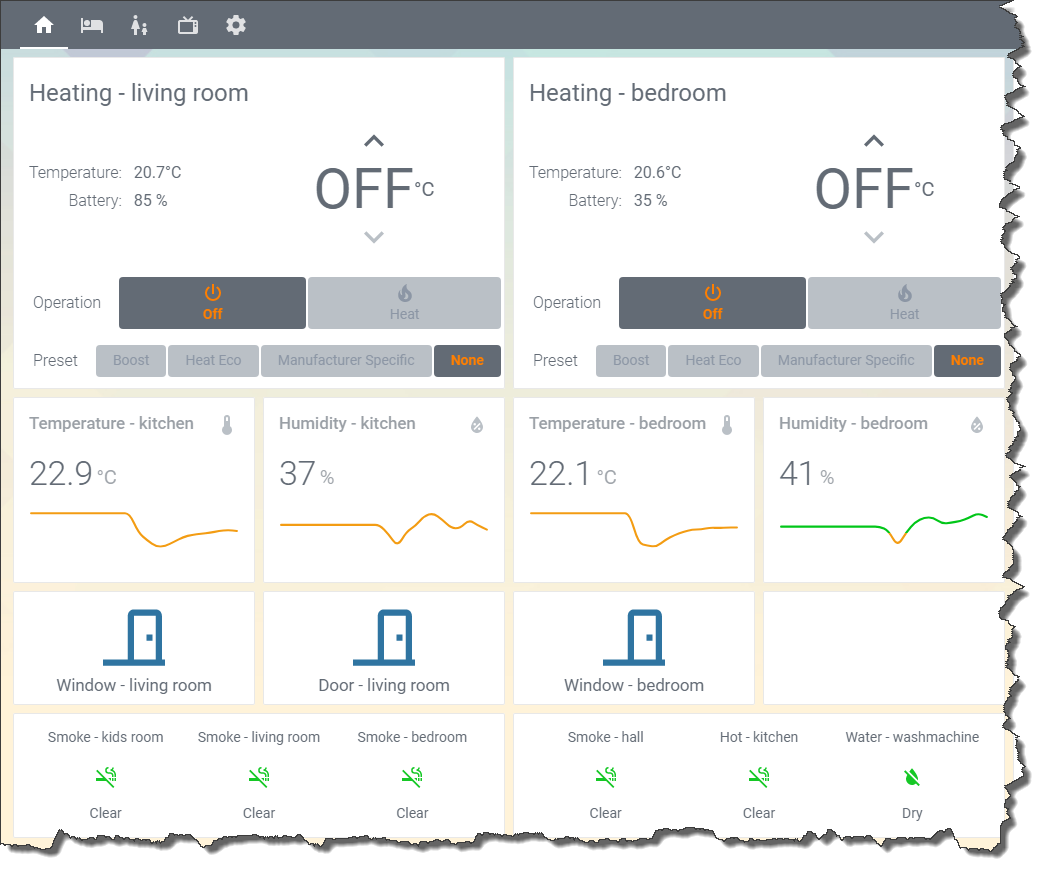 Heating - living room
Temperature: 20.7°C
Battery: 85 %
OFF °C
Operation
Off
Heat
Preset
Boost
Heat Eco
Manufacturer Specific
None
Heating - bedroom
Temperature: 20.6°C
Battery: 35 %
OFF °C
Operation
Off
Heat
Preset
Boost
Heat Eco
Manufacturer Specific
None
Temperature - kitchen
22.9 °C
Humidity - kitchen
37 %
Temperature - bedroom
22.1 °C
Humidity - bedroom
41 %
Window - living room
Door - living room
Window - bedroom
Smoke - kids room
Clear
Smoke - living room
Clear
Smoke - bedroom
Clear
Smoke - hall
Clear
Hot - kitchen
Clear
Water - washmachine
Dry